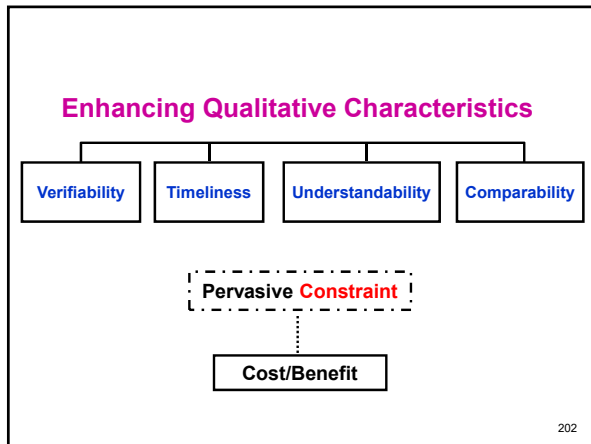 Enhancing Qualitative Characteristics
Verifiability
Timeliness
Understandability
Comparability
Pervasive Constraint
Cost/Benefit
202